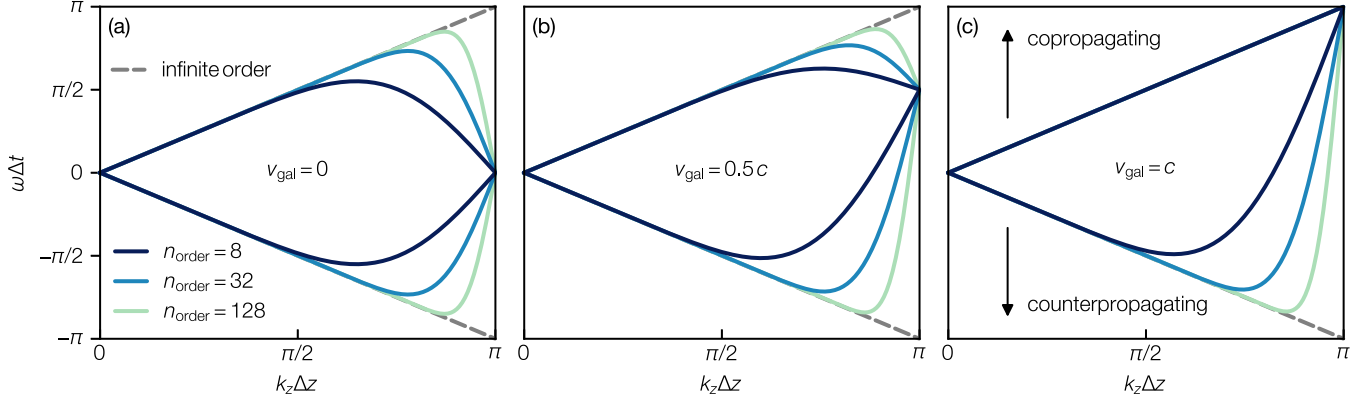 (a)
(b)
(c)
π
π/2
0
−π/2
−π
ωΔt
infinite order
v_gal = 0
n_order = 8
n_order = 32
n_order = 128
0
π/2
π
k_zΔz
v_gal = 0.5 c
0
π/2
π
k_zΔz
copropagating
v_gal = c
counterpropagating
0
π/2
π
k_zΔz